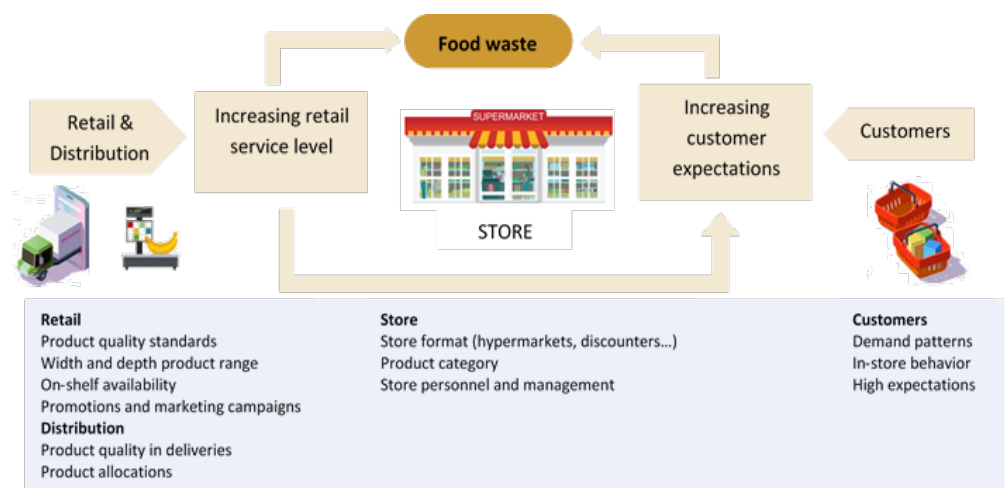 Food waste
Retail &
Distribution
Increasing retail
service level
SUPERMARKET
STORE
Increasing
customer
expectations
Customers
Retail
Product quality standards
Width and depth product range
On-shelf availability
Promotions and marketing campaigns
Distribution
Product quality in deliveries
Product allocations
Store
Store format (hypermarkets, discounters...)
Product category
Store personnel and management
Customers
Demand patterns
In-store behavior
High expectations